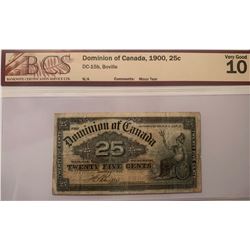 BCS
BANKNOTE CERTIFICATION SERVICE LTD.
Dominion of Canada, 1900, 25c
DC-15b, Boville
N/A
Comments: Minor Tear
Very Good
10
Dominion of Canada
25
TWENTY FIVE CENTS